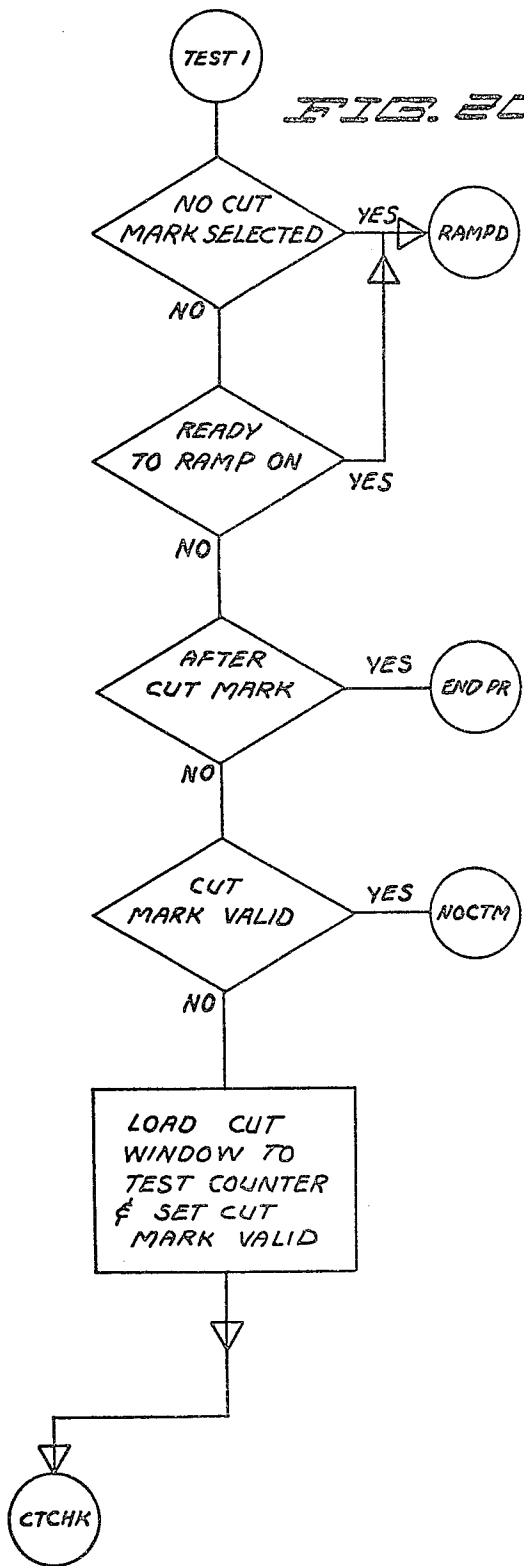 TEST 1
NO CUT
MARK SELECTED
YES
RAMPD
NO
READY
TO RAMP ON
YES
NO
AFTER
CUT MARK
YES
END PR
NO
CUT
MARK VALID
YES
NOCTM
NO
LOAD CUT
WINDOW TO
TEST COUNTER
& SET CUT
MARK VALID
CTCHK
FIG.